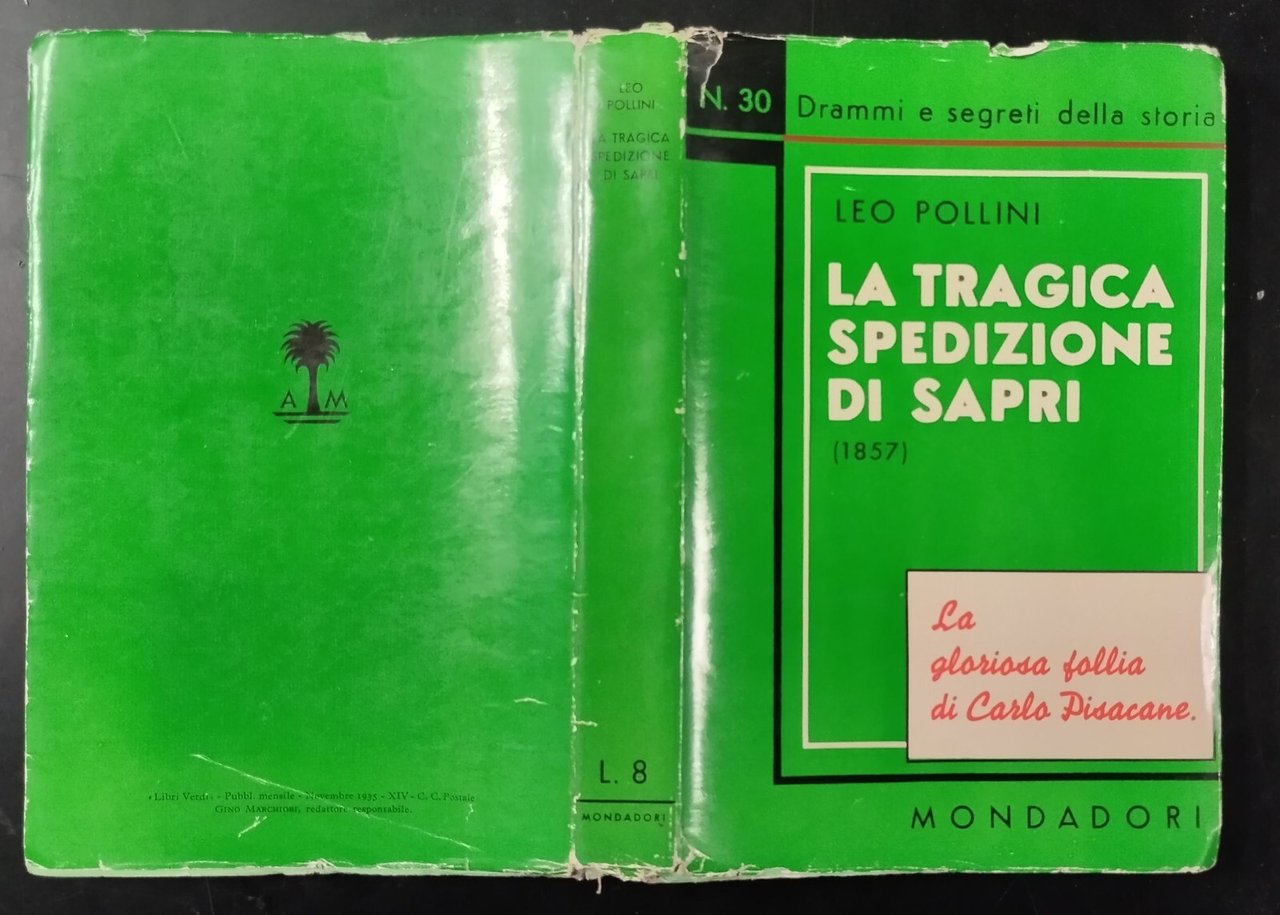 A M
«Libri Verdi» - Pubbl. mensile - Novembre 1935 - XIV - C. C. Postale
GINO MARCHIORI, redattore responsabile.
LEO
POLLINI
LA TRAGICA
SPEDIZIONE
DI SAPRI
L. 8
MONDADORI
N. 30
Drammi e segreti della storia
LEO POLLINI
LA TRAGICA
SPEDIZIONE
DI SAPRI
(1857)
La
gloriosa follia
di Carlo Pisacane.
MONDADORI